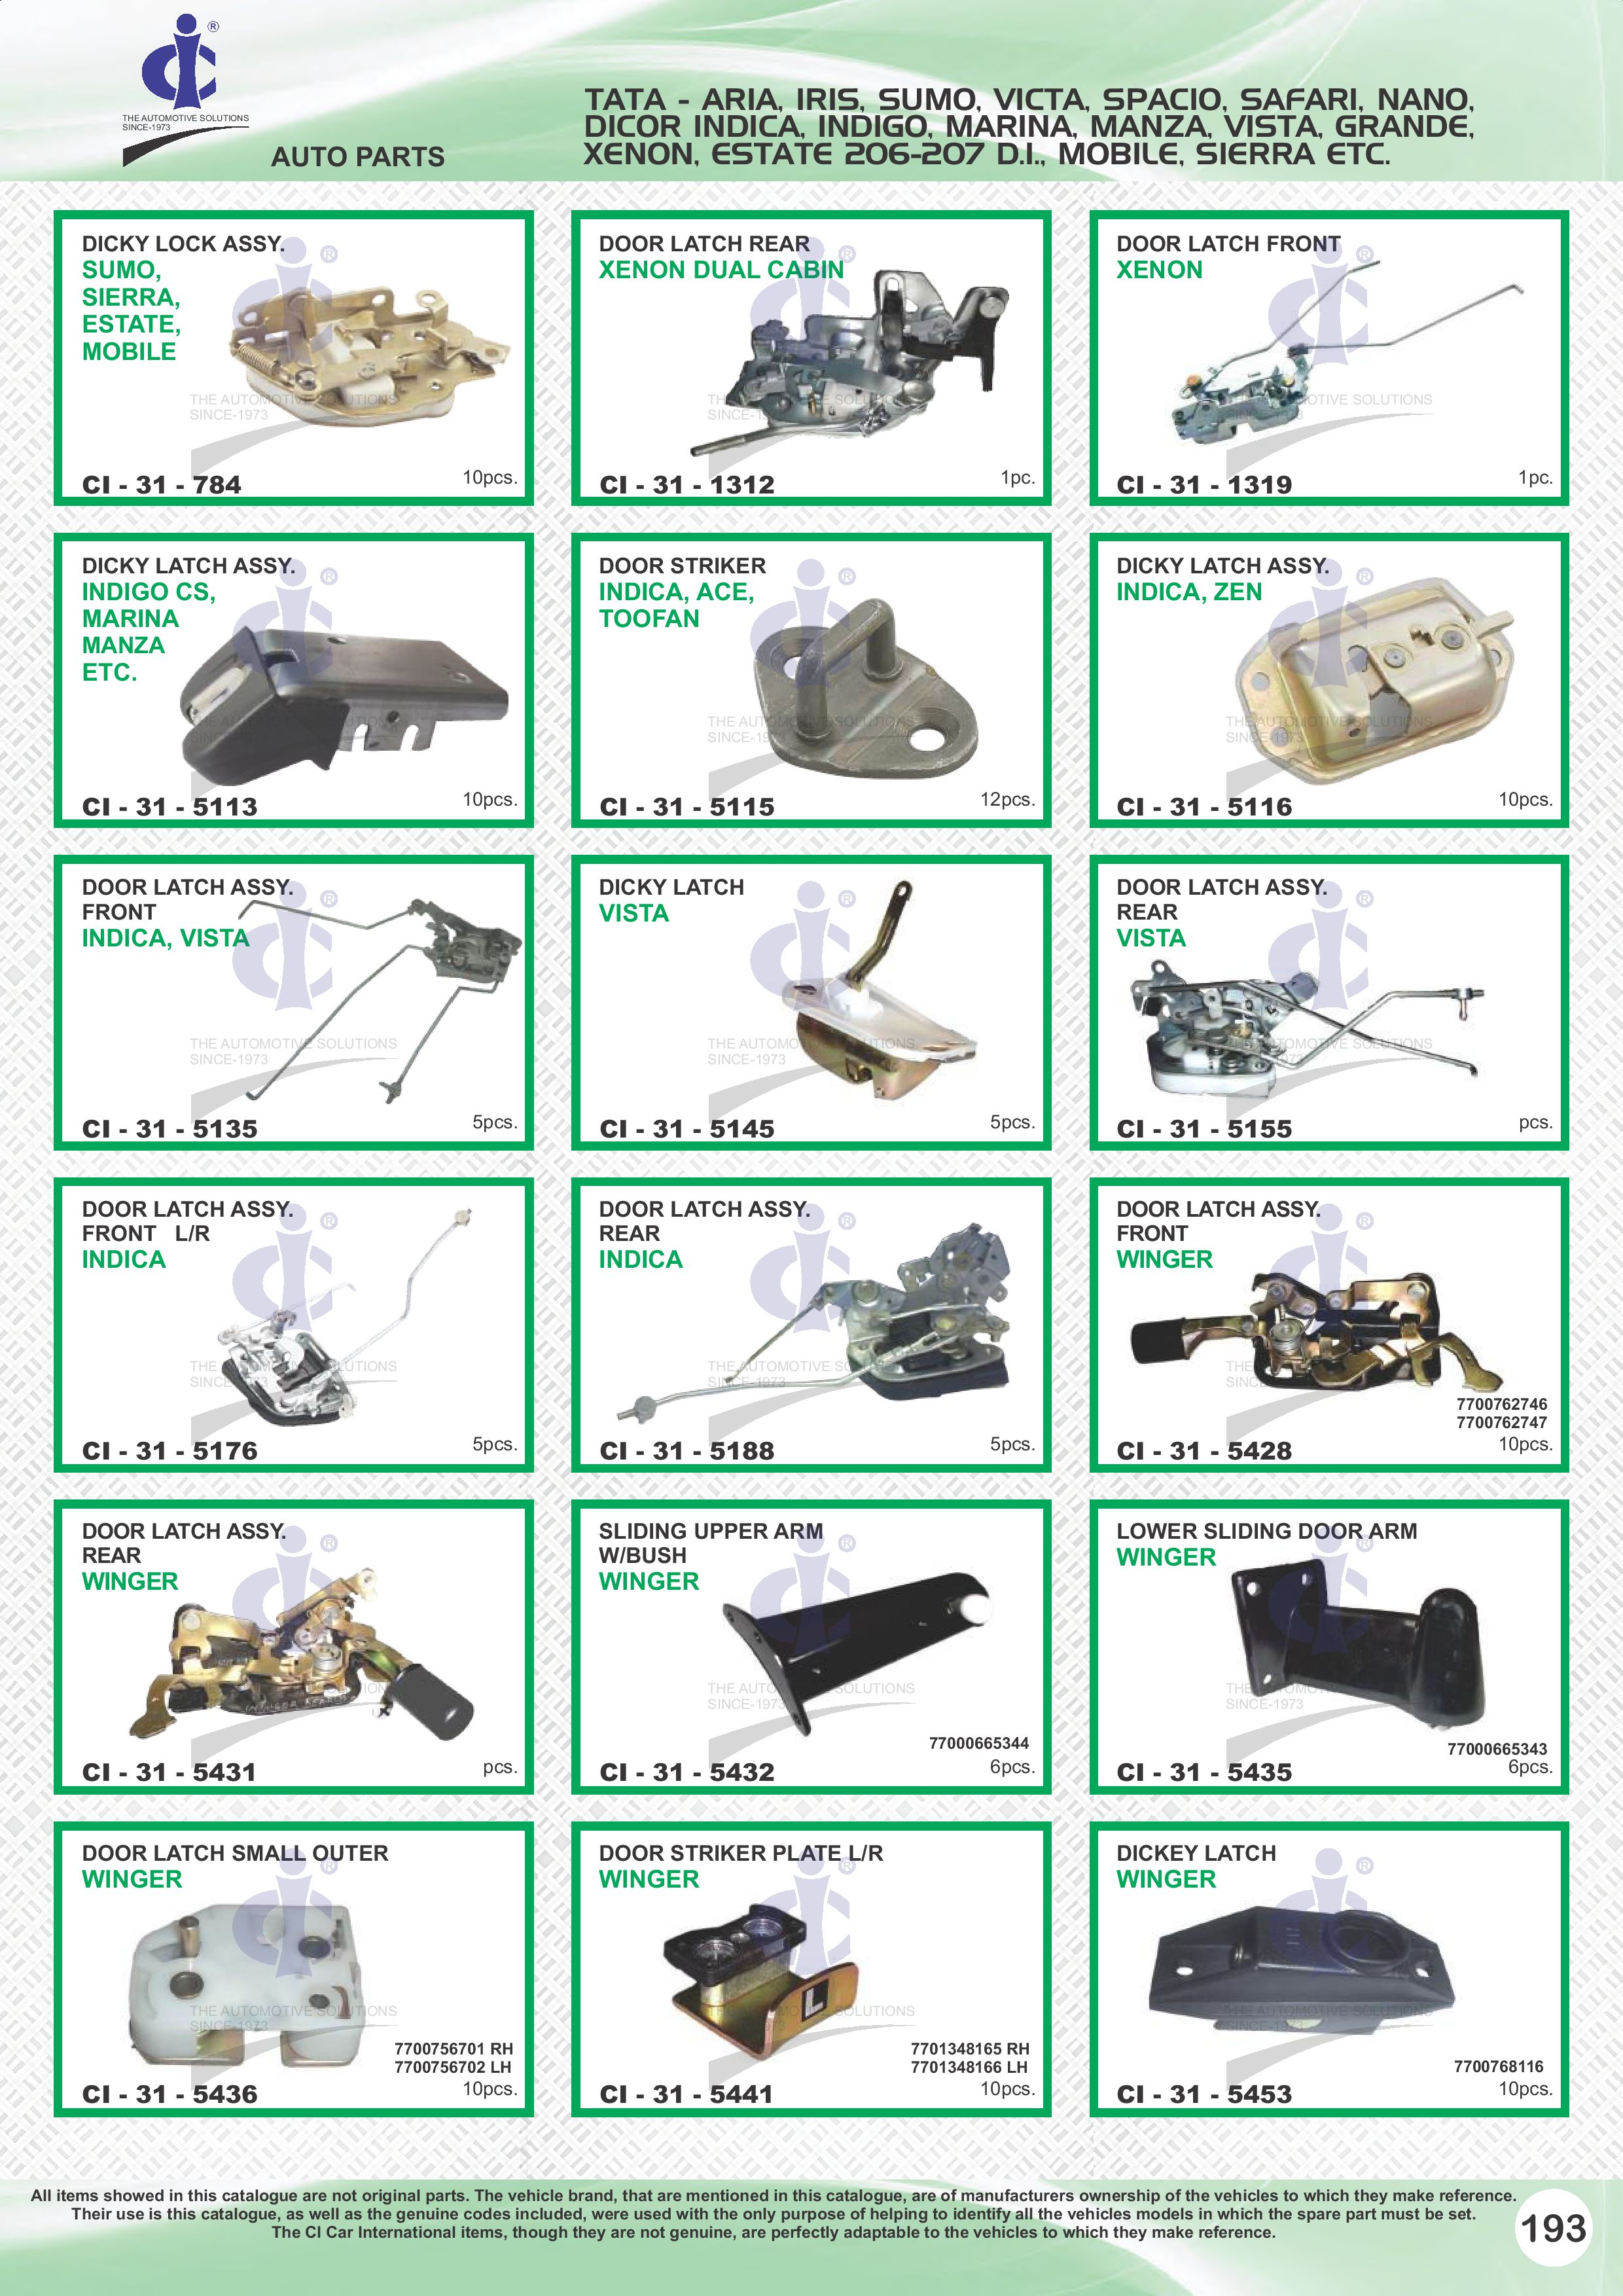 ®
THE AUTOMOTIVE SOLUTIONS
SINCE-1973
AUTO PARTS
TATA - ARIA, IRIS, SUMO, VICTA, SPACIO, SAFARI, NANO,
DICOR INDICA, INDIGO, MARINA, MANZA, VISTA, GRANDE,
XENON, ESTATE 206-207 D.I., MOBILE, SIERRA ETC.
DICKY LOCK ASSY.
SUMO,
SIERRA,
ESTATE,
MOBILE
CI - 31 - 784
10pcs.
DOOR LATCH REAR
XENON DUAL CABIN
CI - 31 - 1312
1pc.
DOOR LATCH FRONT
XENON
CI - 31 - 1319
1pc.
DICKY LATCH ASSY.
INDIGO CS,
MARINA
MANZA
ETC.
CI - 31 - 5113
10pcs.
DOOR STRIKER
INDICA, ACE,
TOOFAN
CI - 31 - 5115
12pcs.
DICKY LATCH ASSY.
INDICA, ZEN
CI - 31 - 5116
10pcs.
DOOR LATCH ASSY.
FRONT
INDICA, VISTA
CI - 31 - 5135
5pcs.
DICKY LATCH
VISTA
CI - 31 - 5145
5pcs.
DOOR LATCH ASSY.
REAR
VISTA
CI - 31 - 5155
pcs.
DOOR LATCH ASSY.
FRONT L/R
INDICA
CI - 31 - 5176
5pcs.
DOOR LATCH ASSY.
REAR
INDICA
CI - 31 - 5188
5pcs.
DOOR LATCH ASSY.
FRONT
WINGER
7700762746
7700762747
CI - 31 - 5428
10pcs.
DOOR LATCH ASSY.
REAR
WINGER
CI - 31 - 5431
pcs.
SLIDING UPPER ARM
W/BUSH
WINGER
77000665344
CI - 31 - 5432
6pcs.
LOWER SLIDING DOOR ARM
WINGER
77000665343
CI - 31 - 5435
6pcs.
DOOR LATCH SMALL OUTER
WINGER
7700756701 RH
7700756702 LH
CI - 31 - 5436
10pcs.
DOOR STRIKER PLATE L/R
WINGER
L
7701348165 RH
7701348166 LH
CI - 31 - 5441
10pcs.
DICKEY LATCH
WINGER
7700768116
CI - 31 - 5453
10pcs.
All items showed in this catalogue are not original parts. The vehicle brand, that are mentioned in this catalogue, are of manufacturers ownership of the vehicles to which they make reference.
Their use is this catalogue, as well as the genuine codes included, were used with the only purpose of helping to identify all the vehicles models in which the spare part must be set.
The CI Car International items, though they are not genuine, are perfectly adaptable to the vehicles to which they make reference.
193